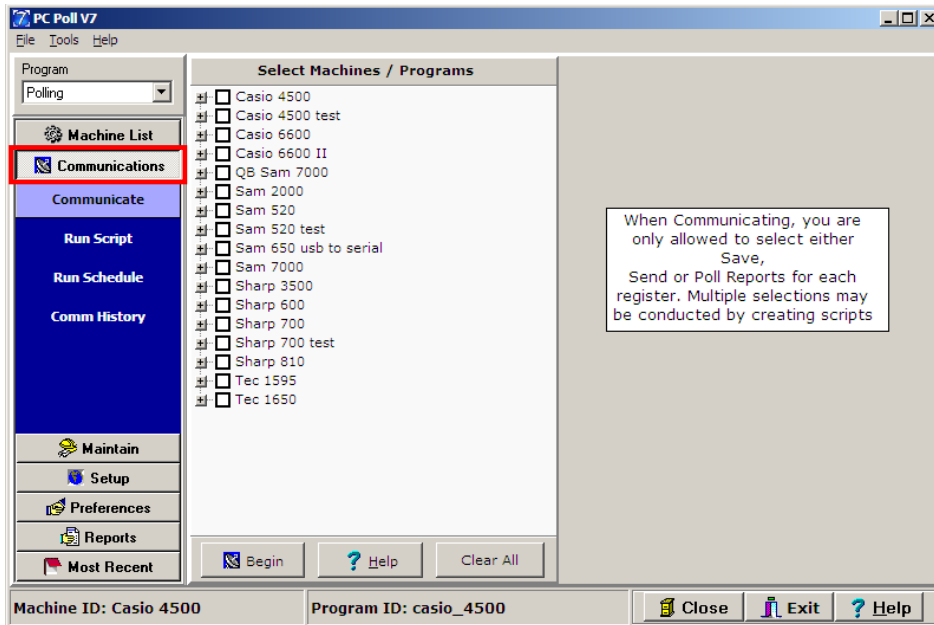 PC Poll V7
File Tools Help
Program
Polling
Machine List
Communications
Communicate
Run Script
Run Schedule
Comm History
Maintain
Setup
Preferences
Reports
Most Recent
Select Machines / Programs
Casio 4500
Casio 4500 test
Casio 6600
Casio 6600 II
QB Sam 7000
Sam 2000
Sam 520
Sam 520 test
Sam 650 usb to serial
Sam 7000
Sharp 3500
Sharp 600
Sharp 700
Sharp 700 test
Sharp 810
Tec 1595
Tec 1650
Begin ? Help Clear All
When Communicating, you are
only allowed to select either
Save,
Send or Poll Reports for each
register. Multiple selections may
be conducted by creating scripts
Machine ID: Casio 4500 Program ID: casio_4500 Close Exit ? Help